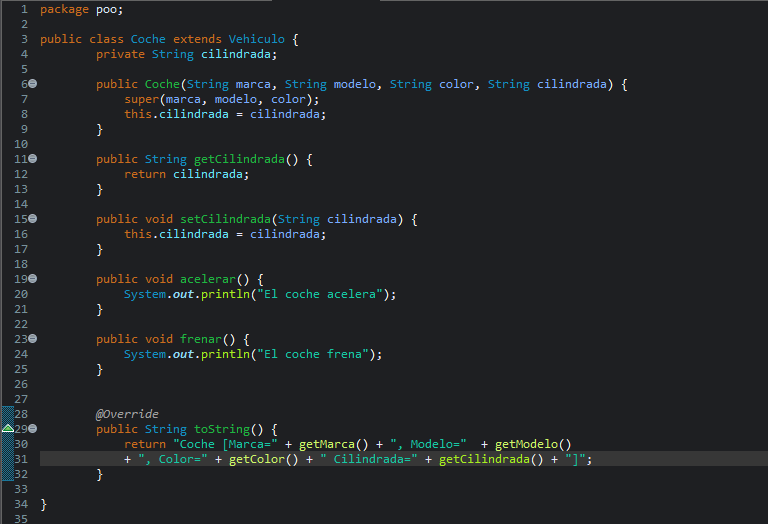 1 package poo;
2
3 public class Coche extends Vehiculo {
4 private String cilindrada;
5
6 public Coche(String marca, String modelo, String color, String cilindrada) {
7 super(marca, modelo, color);
8 this.cilindrada = cilindrada;
9 }
10
11 public String getCilindrada() {
12 return cilindrada;
13 }
14
15 public void setCilindrada(String cilindrada) {
16 this.cilindrada = cilindrada;
17 }
18
19 public void acelerar() {
20 System.out.println("El coche acelera");
21 }
22
23 public void frenar() {
24 System.out.println("El coche frena");
25 }
26
27
28 @Override
29 public String toString() {
30 return "Coche [Marca=" + getMarca() + ", Modelo="  + getModelo()
31 + ", Color=" + getColor() + " Cilindrada=" + getCilindrada() + "]";
32 }
33
34 }
35